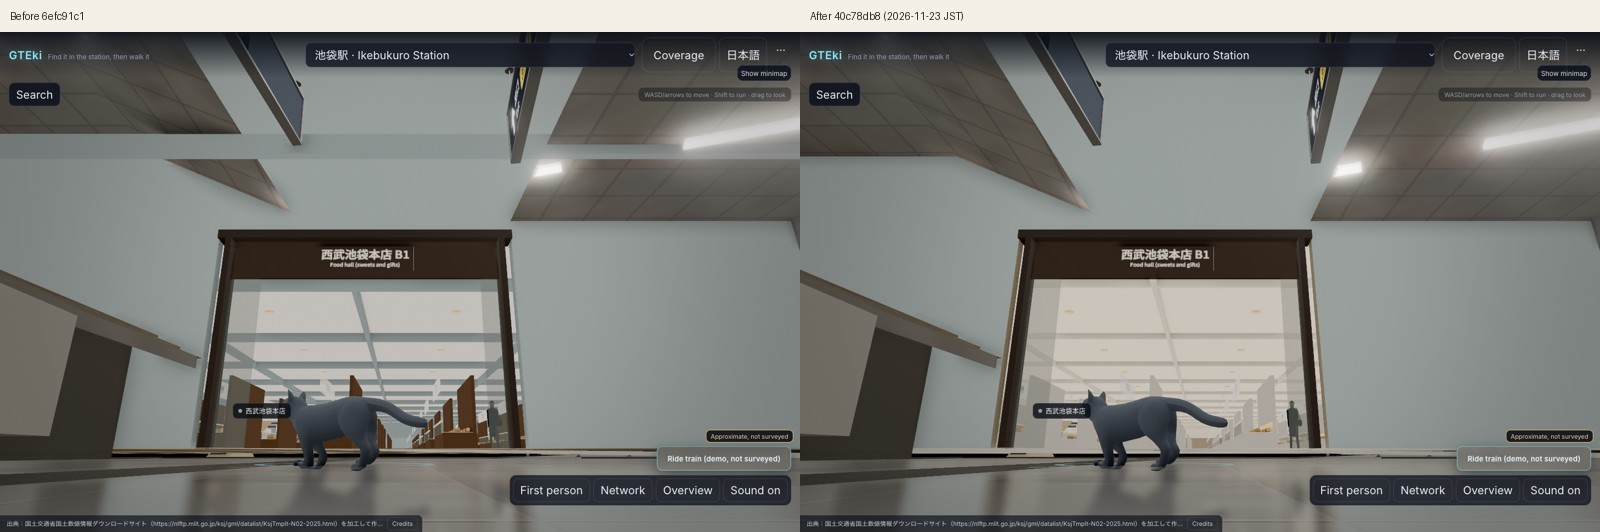 Before 6efc91c1
After 40c78db8 (2026-11-23 JST)
GTEki Find it in the station, then walk it
池袋駅 · Ikebukuro Station
Coverage
日本語
...
Show minimap
WASD/arrows to move · Shift to run · drag to look
Search
西武池袋本店 B1
Food hall (sweets and gifts)
西武池袋本店
Approximate, not surveyed
Ride train (demo, not surveyed)
First person
Network
Overview
Sound on
出典：国土交通省国土数値情報ダウンロードサイト（https://nlftp.mlit.go.jp/ksj/gml/datalist/KsjTmplt-N02-2025.html）を加工して作...
Credits
GTEki Find it in the station, then walk it
池袋駅 · Ikebukuro Station
Coverage
日本語
...
Show minimap
WASD/arrows to move · Shift to run · drag to look
Search
西武池袋本店 B1
Food hall (sweets and gifts)
西武池袋本店
Approximate, not surveyed
Ride train (demo, not surveyed)
First person
Network
Overview
Sound on
出典：国土交通省国土数値情報ダウンロードサイト（https://nlftp.mlit.go.jp/ksj/gml/datalist/KsjTmplt-N02-2025.html）を加工して作...
Credits